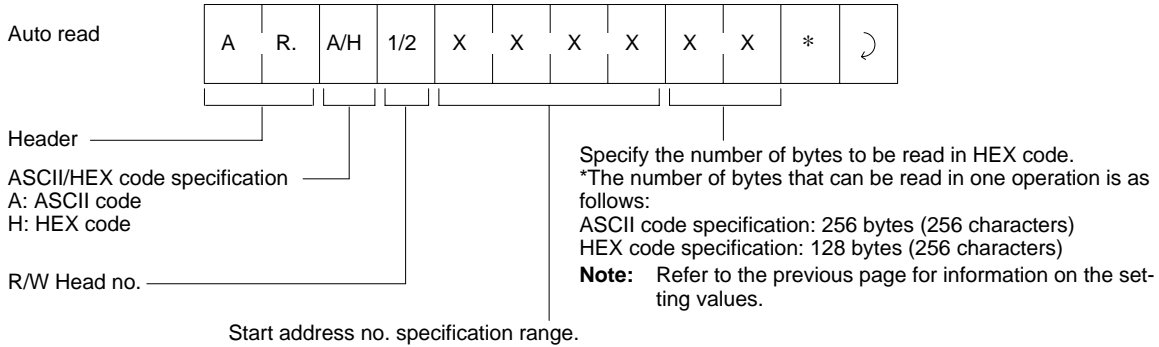 Auto read
A R. A/H 1/2 X X X X X X *
Header
ASCII/HEX code specification
A: ASCII code
H: HEX code
R/W Head no.
Start address no. specification range.
Specify the number of bytes to be read in HEX code.
*The number of bytes that can be read in one operation is as
follows:
ASCII code specification: 256 bytes (256 characters)
HEX code specification: 128 bytes (256 characters)
Note: Refer to the previous page for information on the set-
ting values.